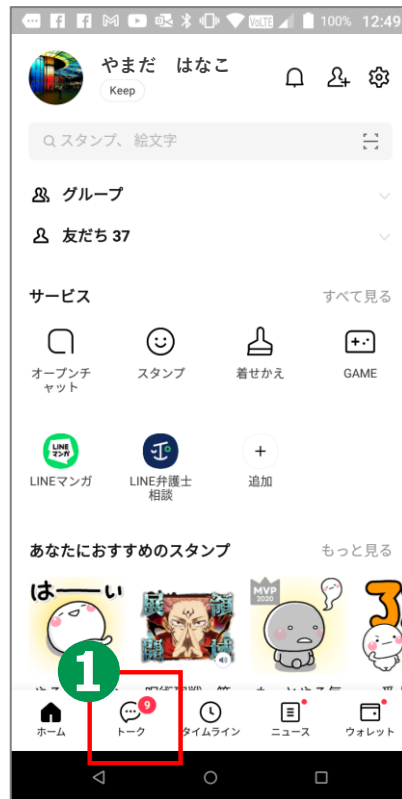 VoLTE 100% 12:49
やまだ はなこ
Keep
スタンプ、絵文字
グループ
友だち 37
サービス すべて見る
オープンチャット
スタンプ
着せかえ
GAME
LINE マンガ
LINEマンガ
LINE弁護士相談
追加
あなたにおすすめのスタンプ もっと見る
は──い
領域展開
MVP
2020
3
1
9
ホーム
トーク
タイムライン
ニュース
ウォレット